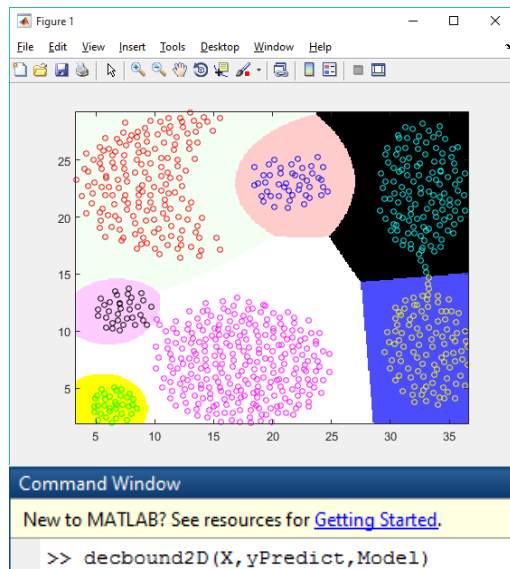 Figure 1
File Edit View Insert Tools Desktop Window Help
25
20
15
10
5
5 10 15 20 25 30 35
Command Window
New to MATLAB? See resources for Getting Started.
>> decbound2D(X,yPredict,Model)